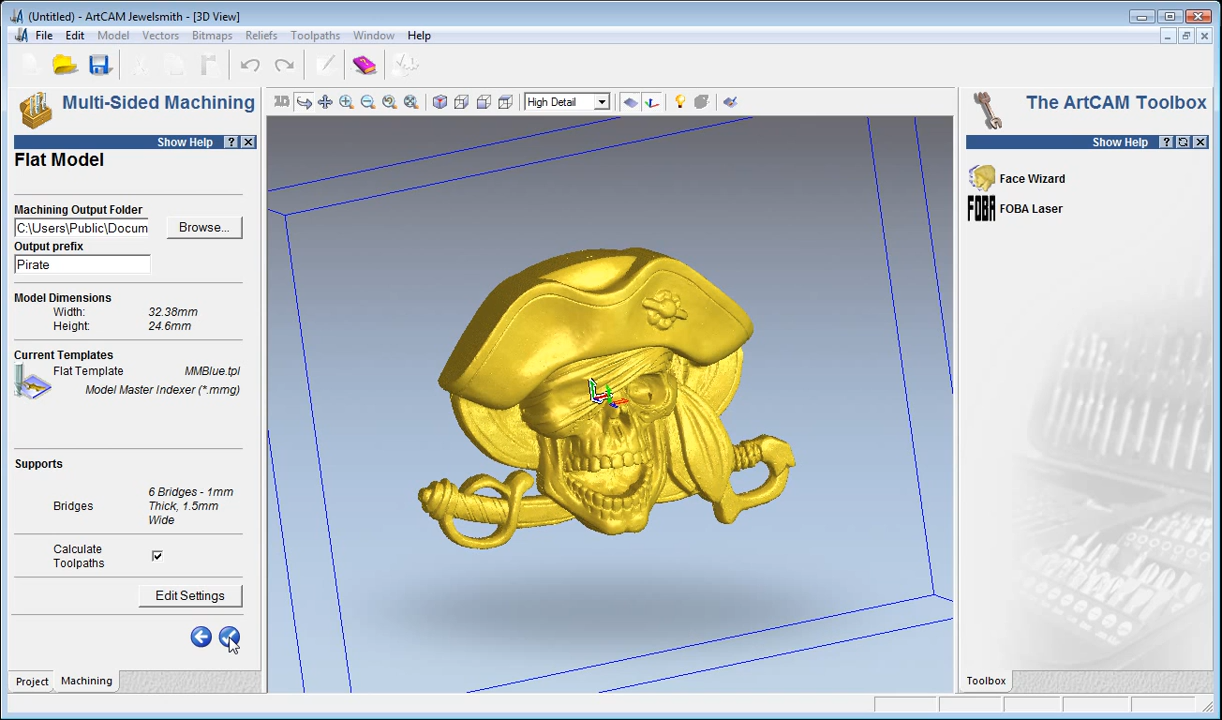 (Untitled) - ArtCAM Jewelsmith - [3D View]
File Edit Model Vectors Bitmaps Reliefs Toolpaths Window Help
Multi-Sided Machining
Show Help ?
Flat Model
Machining Output Folder
C:\Users\Public\Docum Browse...
Output prefix
Pirate
Model Dimensions
Width: 32.38mm
Height: 24.6mm
Current Templates
Flat Template MMBlue.tpl
Model Master Indexer (*.mmg)
Supports
Bridges 6 Bridges - 1mm
Thick, 1.5mm
Wide
Calculate
Toolpaths
Edit Settings
Project Machining
2D High Detail
The ArtCAM Toolbox
Show Help ?
Face Wizard
FOBA FOBA Laser
Toolbox